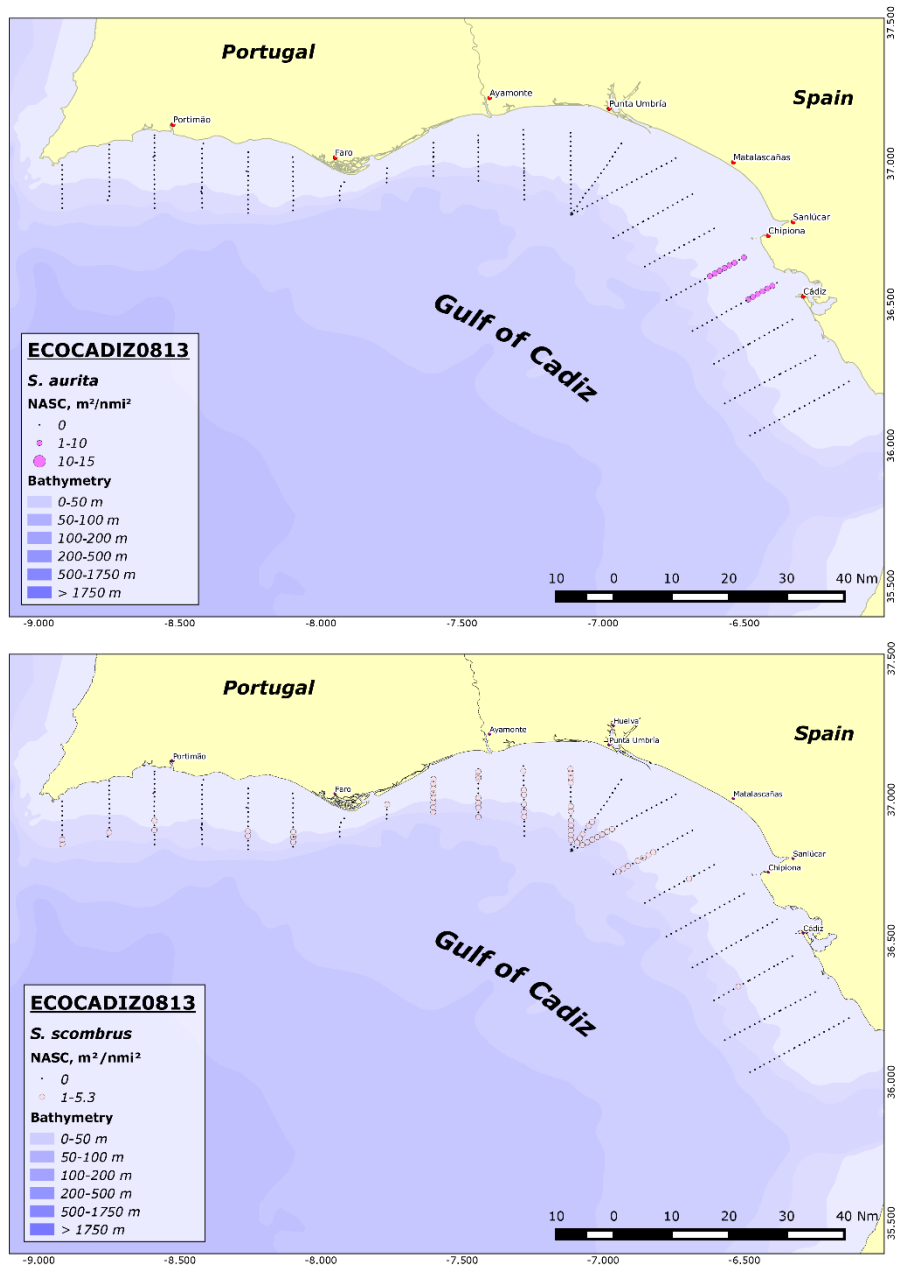 Portugal
Spain
Portimão
Faro
Ayamonte
Punta Umbría
Matalascañas
Sanlúcar
Chipiona
Cádiz
Gulf of Cadiz
ECOCADIZ0813
S. aurita
NASC, m²/nmi²
0
1-10
10-15
Bathymetry
0-50 m
50-100 m
100-200 m
200-500 m
500-1750 m
> 1750 m
10 0 10 20 30 40 Nm
37.500
37.000
36.500
36.000
35.500
-9.000 -8.500 -8.000 -7.500 -7.000 -6.500
Portugal
Spain
Portimão
Faro
Ayamonte
Huelva
Punta Umbría
Matalascañas
Sanlúcar
Chipiona
Cádiz
Gulf of Cadiz
ECOCADIZ0813
S. scombrus
NASC, m²/nmi²
0
1-5.3
Bathymetry
0-50 m
50-100 m
100-200 m
200-500 m
500-1750 m
> 1750 m
10 0 10 20 30 40 Nm
37.500
37.000
36.500
36.000
35.500
-9.000 -8.500 -8.000 -7.500 -7.000 -6.500